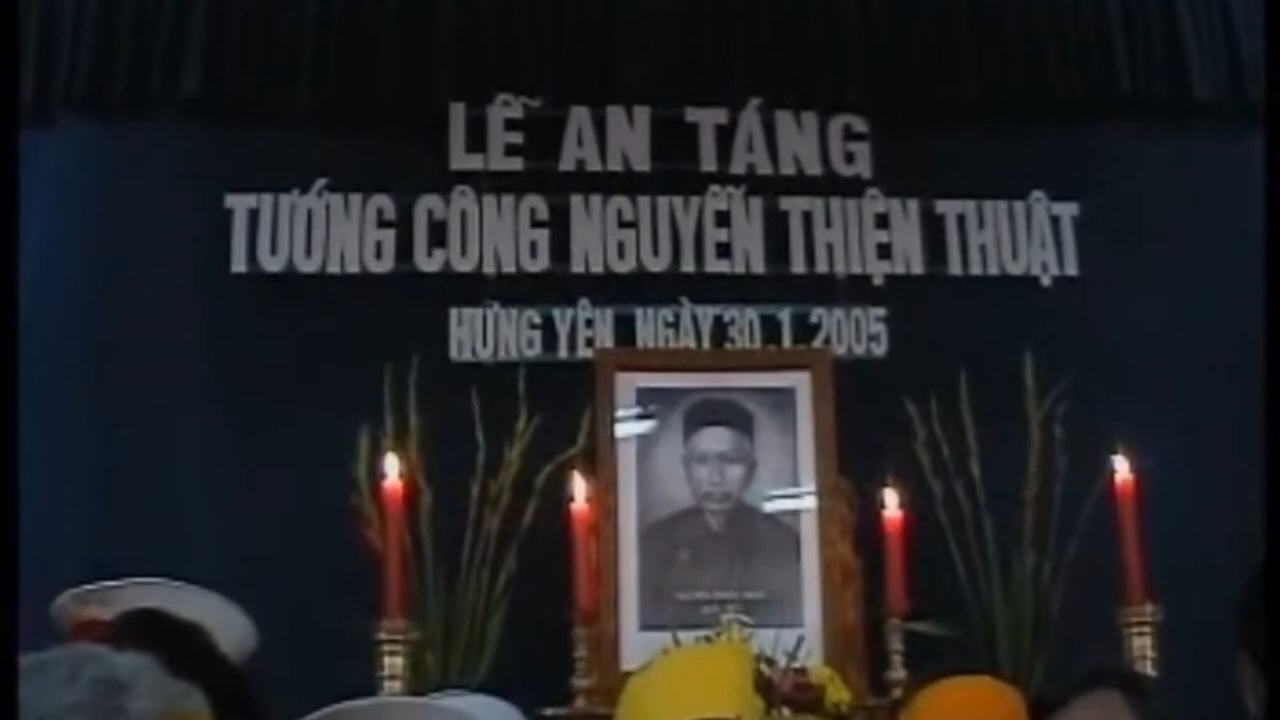 LỄ AN TÁNG
TƯỚNG CÔNG NGUYỄN THIỆN THUẬT
HƯNG YÊN, NGÀY 30.1.2005